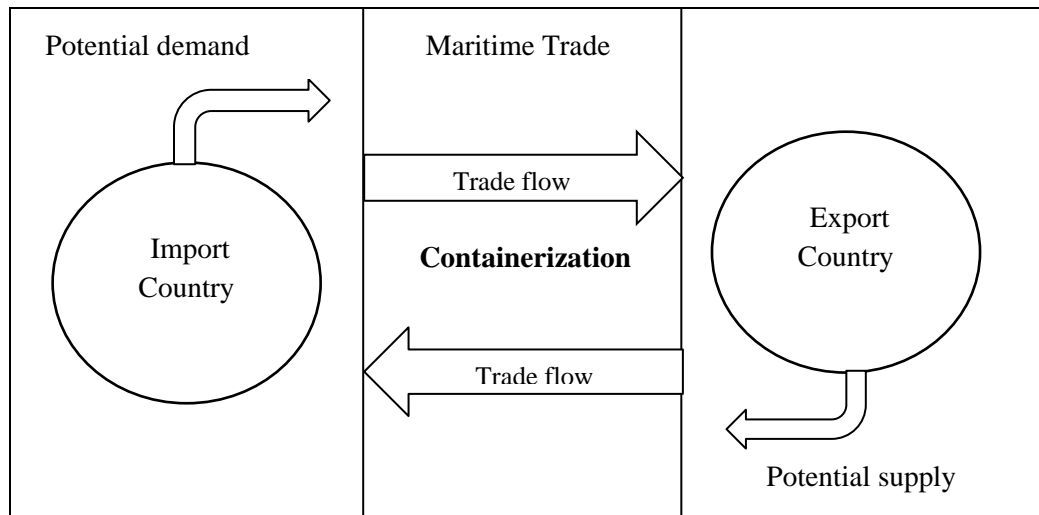 Potential demand
Maritime Trade
Trade flow
Import
Country
Containerization
Export
Country
Trade flow
Potential supply